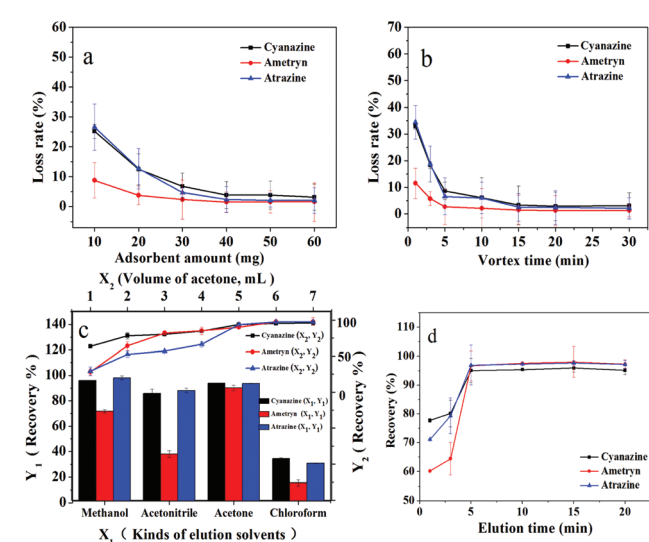 a
Cyanazine
Ametryn
Atrazine
60
50
40
30
20
10
0
Loss rate (%)
10 20 30 40 50 60
Adsorbent amount (mg)
b
Cyanazine
Ametryn
Atrazine
70
60
50
40
30
20
10
0
Loss rate (%)
0 5 10 15 20 25 30
Vortex time (min)
X2 (Volume of acetone, mL)
1 2 3 4 5 6 7
c
140
120
100
80
60
40
20
0
Y1 ( Recovery % )
100
50
0
Y2 ( Recovery % )
Cyanazine (X2, Y2)
Ametryn (X2, Y2)
Atrazine (X2, Y2)
Cyanazine (X1, Y1)
Ametryn (X1, Y1)
Atrazine (X1, Y1)
Methanol Acetonitrile Acetone Chloroform
X1 ( Kinds of elution solvents )
d
110
100
90
80
70
60
50
Recovery (%)
Cyanazine
Ametryn
Atrazine
0 5 10 15 20
Elution time (min)